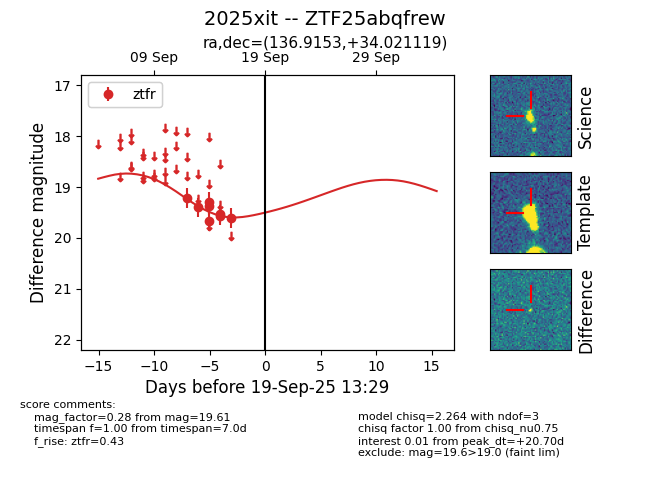 2025xit -- ZTF25abqfrew
ra,dec=(136.9153,+34.021119)
09 Sep
19 Sep
29 Sep
ztfr
17
18
19
20
21
22
Difference magnitude
−15
−10
−5
0
5
10
15
Days before 19-Sep-25 13:29
Science
Template
Difference
score comments:
mag_factor=0.28 from mag=19.61
timespan f=1.00 from timespan=7.0d
f_rise: ztfr=0.43
model chisq=2.264 with ndof=3
chisq factor 1.00 from chisq_nu0.75
interest 0.01 from peak_dt=+20.70d
exclude: mag=19.6>19.0 (faint lim)